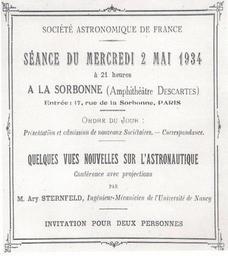 SOCIÉTÉ ASTRONOMIQUE DE FRANCE
SÉANCE DU MERCREDI 2 MAI 1934
à 21 heures
A LA SORBONNE (Amphithéâtre DESCARTES)
Entrée : 17, rue de la Sorbonne, PARIS
ORDRE DU JOUR :
Présentation et admission de nouveaux Sociétaires. — Correspondance.
QUELQUES VUES NOUVELLES SUR L'ASTRONAUTIQUE
Conférence avec projections
PAR
M. Ary STERNFELD, Ingénieur-Mécanicien de l'Université de Nancy
INVITATION POUR DEUX PERSONNES